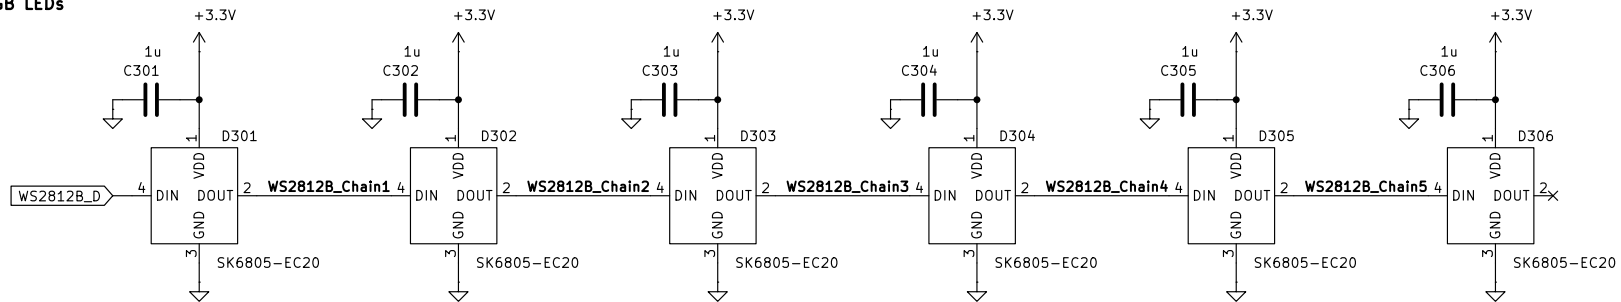 LEDs
+3.3V +3.3V +3.3V +3.3V +3.3V +3.3V
1u 1u 1u 1u 1u 1u
C301 C302 C303 C304 C305 C306
1 D301 1 D302 1 D303 1 D304 1 D305 1 D306
VDD VDD VDD VDD VDD VDD
WS2812B_D 4 DIN DOUT 2 WS2812B_Chain1 4 DIN DOUT 2 WS2812B_Chain2 4 DIN DOUT 2 WS2812B_Chain3 4 DIN DOUT 2 WS2812B_Chain4 4 DIN DOUT 2 WS2812B_Chain5 4 DIN DOUT 2
GND GND GND GND GND GND
3 SK6805-EC20 3 SK6805-EC20 3 SK6805-EC20 3 SK6805-EC20 3 SK6805-EC20 3 SK6805-EC20